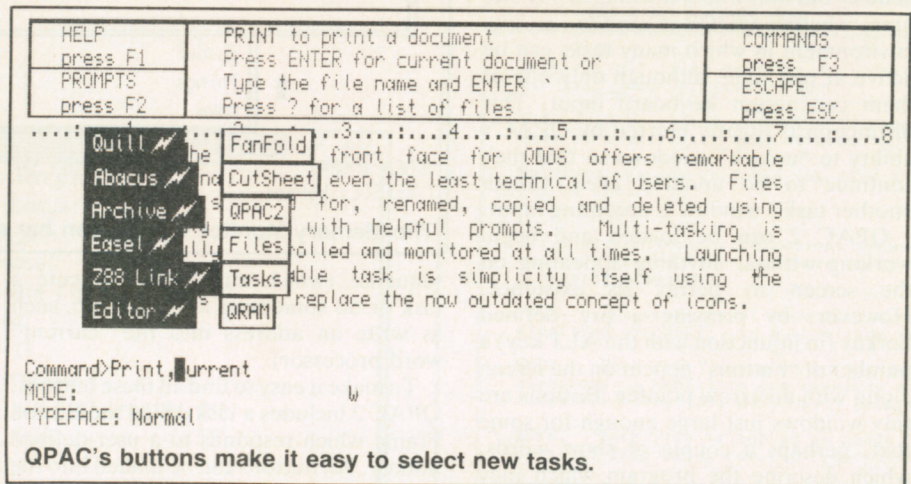 HELP
press F1
PRINT to print a document
Press ENTER for current document or
COMMANDS
press F3
PROMPTS
press F2
Type the file name and ENTER
Press ? for a list of files
ESCAPE
press ESC
3 4 5 6 7 8
Quill FanFold front face for QDOS offers remarkable
Abacus CutSheet even the least technical of users. Files
Archive QPAC2 for, renamed, copied and deleted using
with helpful prompts. Multi-tasking is
Easel Files rolled and monitored at all times. Launching
Z88 Link Tasks task is simplicity itself using the
Editor QRAM replace the now outdated concept of icons.
Command>Print,urrent
MODE:
TYPEFACE: Normal
QPAC's buttons make it easy to select new tasks.